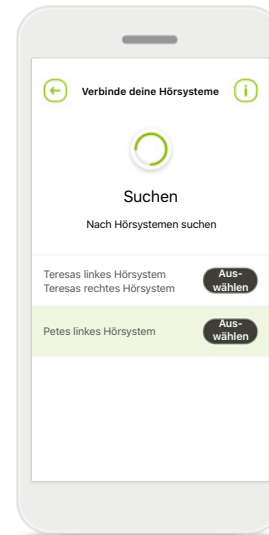 Verbinde deine Hörsysteme
Suchen
Nach Hörsystemen suchen
Teresas linkes Hörsystem
Teresas rechtes Hörsystem
Aus-
wählen
Petes linkes Hörsystem
Aus-
wählen